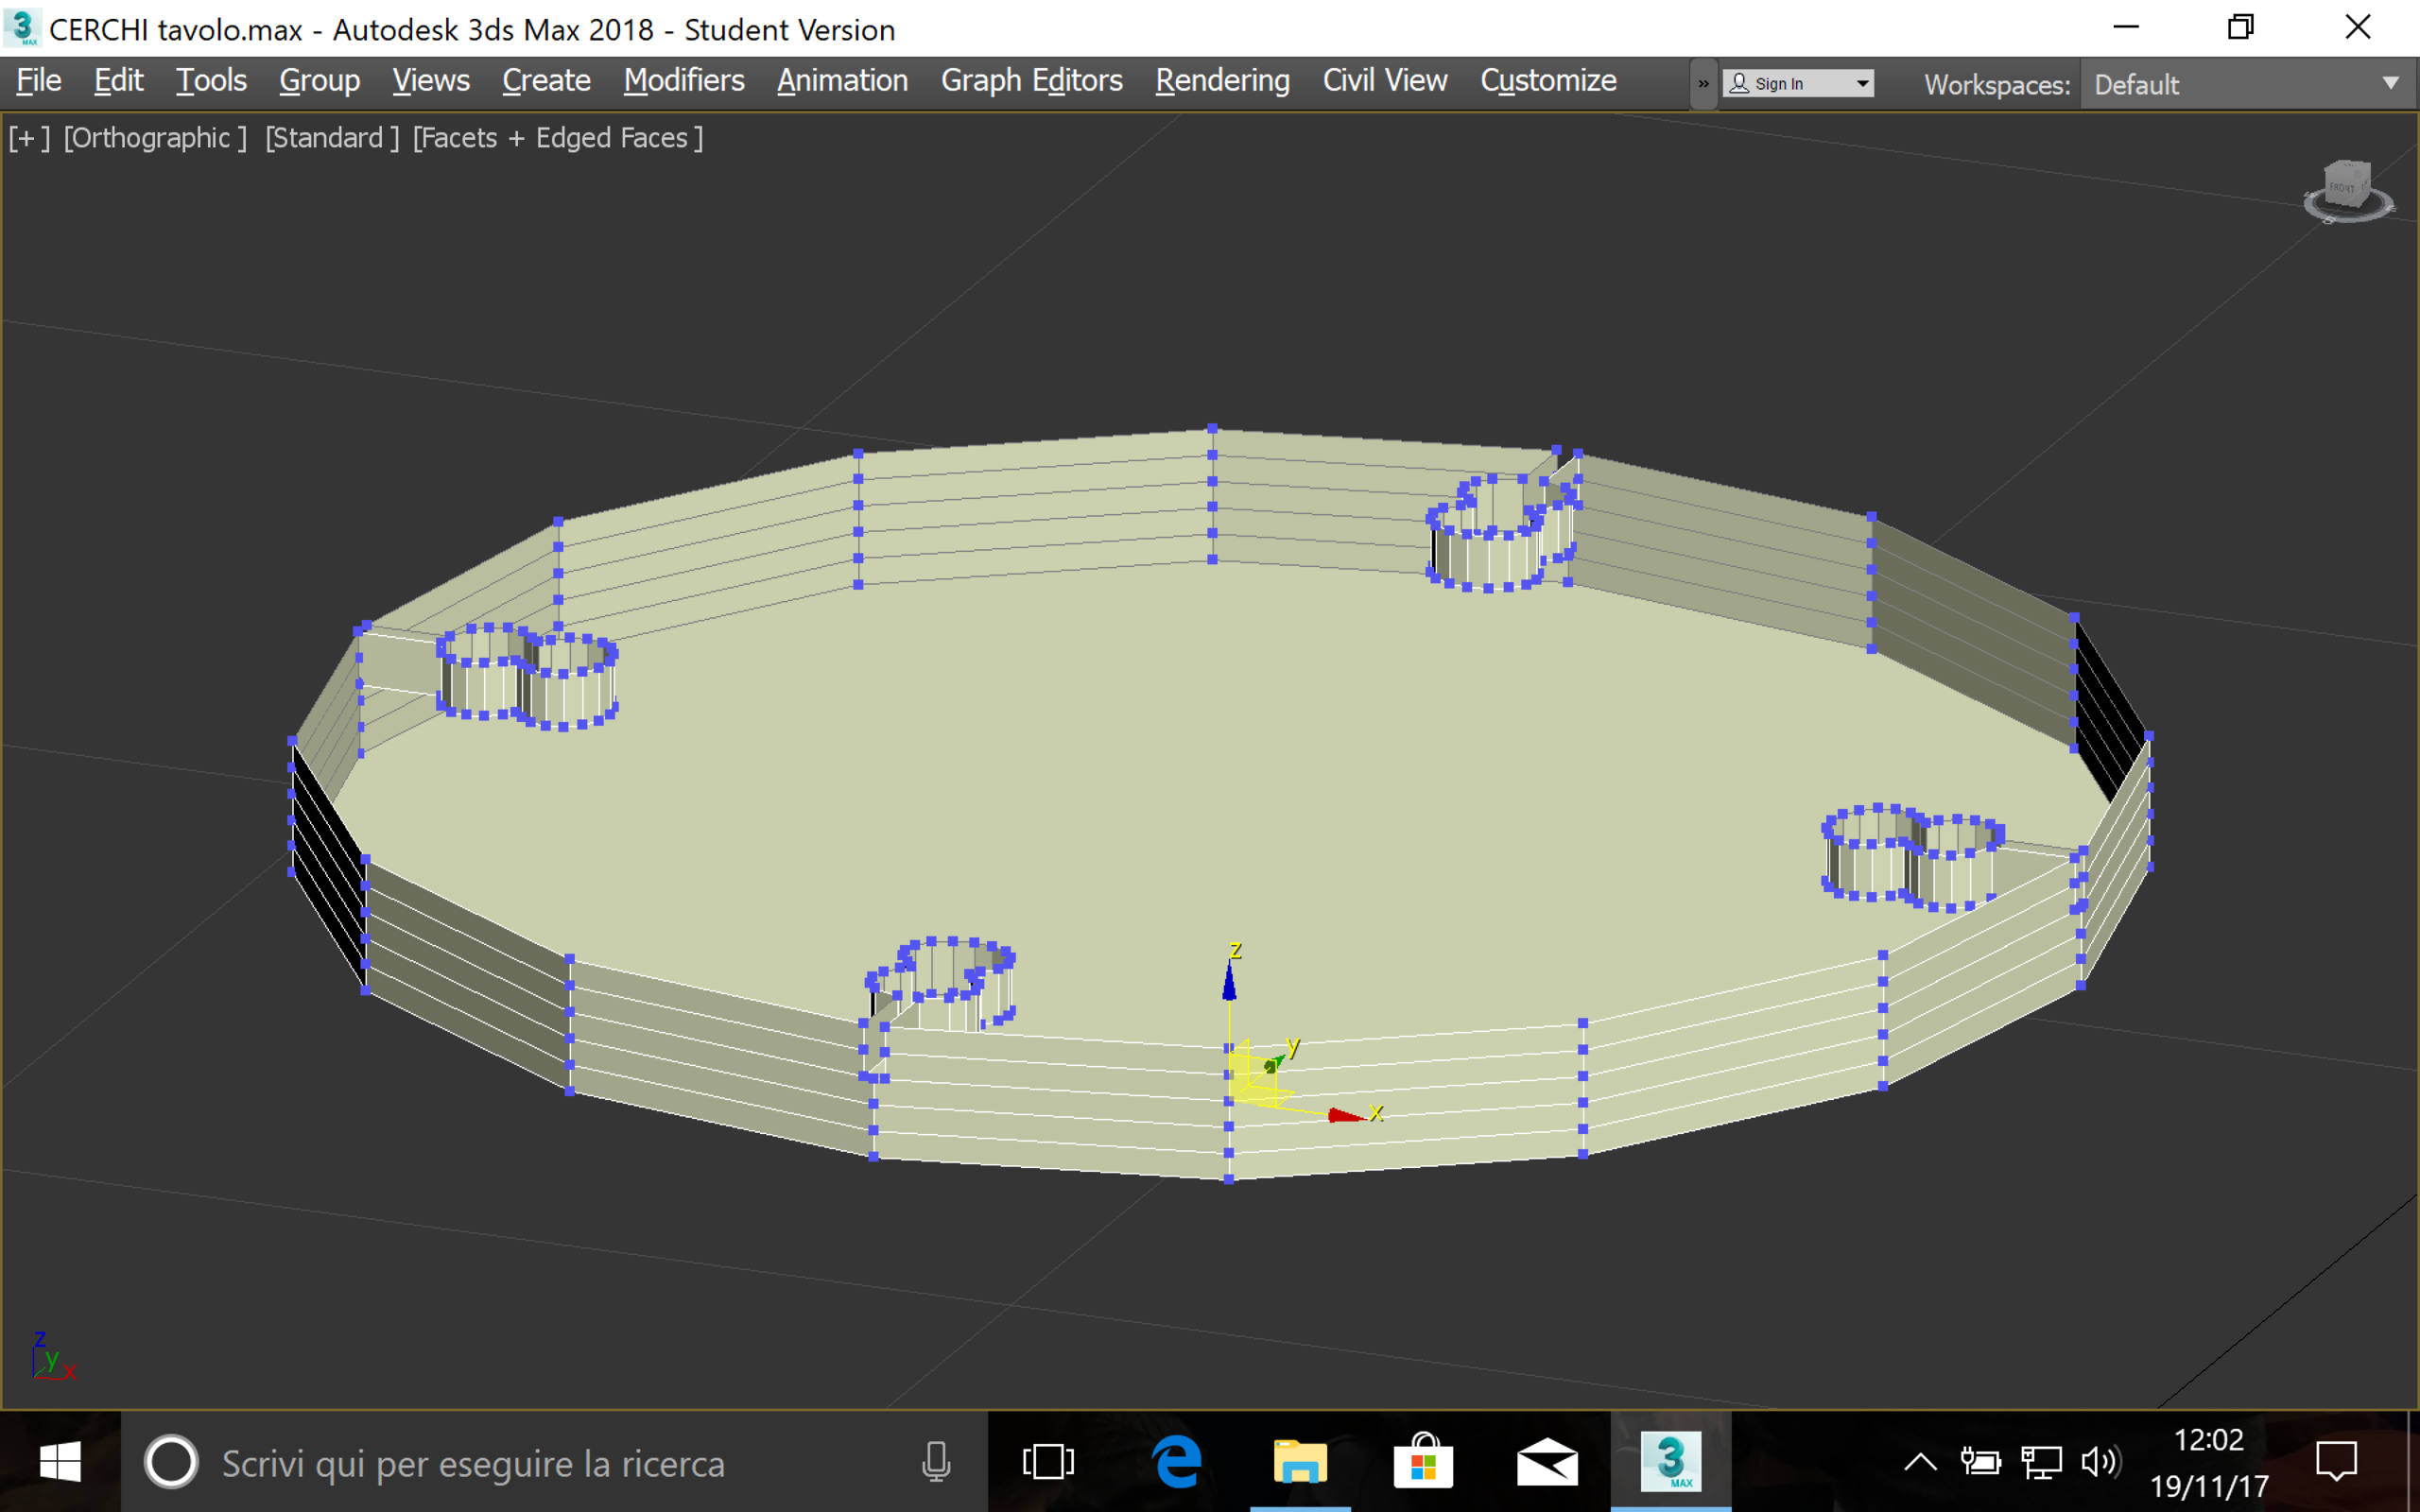 CERCHI tavolo.max - Autodesk 3ds Max 2018 - Student Version
File Edit Tools Group Views Create Modifiers Animation Graph Editors Rendering Civil View Customize » Sign In Workspaces: Default
[+] [Orthographic] [Standard] [Facets + Edged Faces]
FRONT
z
y
x
z
y
x
Scrivi qui per eseguire la ricerca
3
MAX
12:02
19/11/17